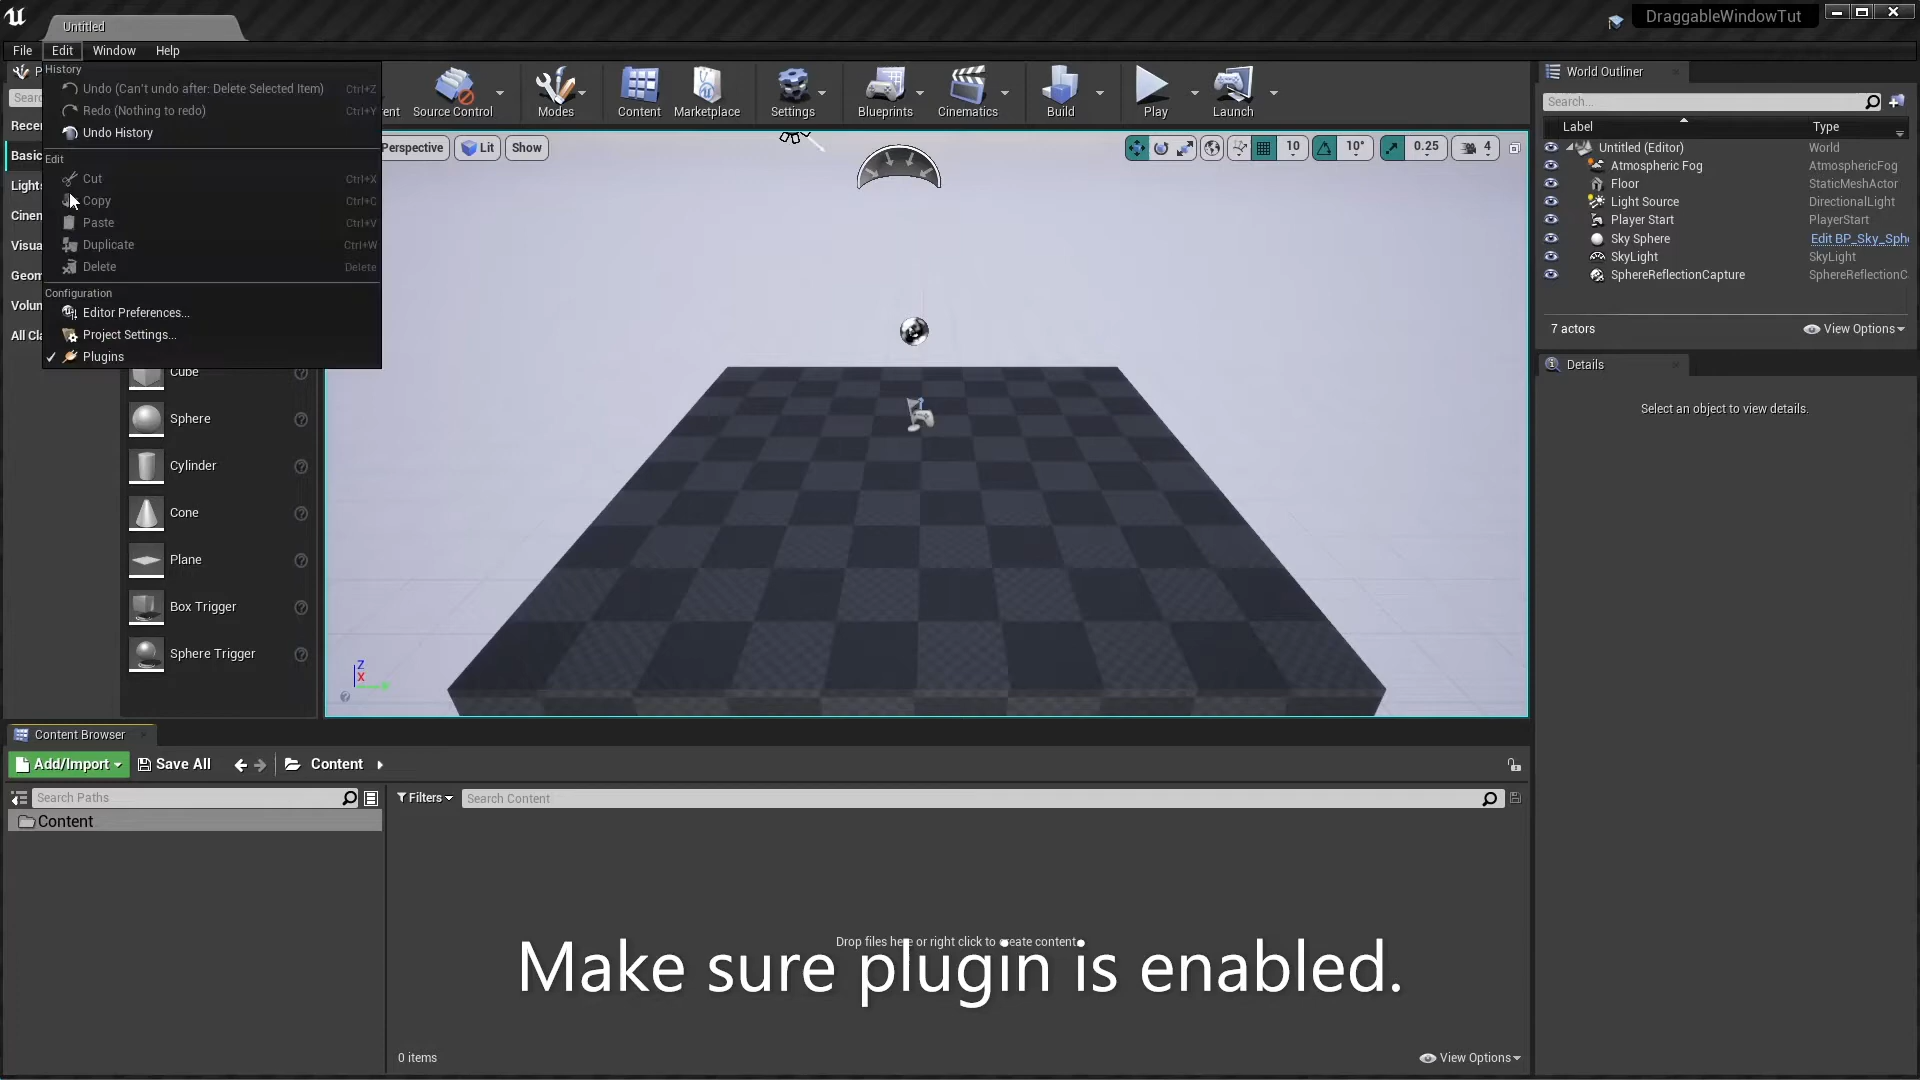 Untitled
DraggableWindowTut
File Edit Window Help
History
Undo (Can't undo after: Delete Selected Item) Ctrl+Z
Redo (Nothing to redo) Ctrl+Y
Undo History
Edit
Cut Ctrl+X
Copy Ctrl+C
Paste Ctrl+V
Duplicate Ctrl+W
Delete Delete
Configuration
Editor Preferences...
Project Settings...
Plugins
Source Control
Modes
Content
Marketplace
Settings
Blueprints
Cinematics
Build
Play
Launch
Perspective Lit Show
10 10° 0.25 4
Basic
Lights
Cube
Sphere
Cylinder
Cone
Plane
Box Trigger
Sphere Trigger
Z
X
World Outliner
Search...
Label Type
Untitled (Editor) World
Atmospheric Fog AtmosphericFog
Floor StaticMeshActor
Light Source DirectionalLight
Player Start PlayerStart
Sky Sphere Edit BP_Sky_Sph
SkyLight SkyLight
SphereReflectionCapture SphereReflectionC
7 actors View Options
Details
Select an object to view details.
Content Browser
Add/Import Save All Content
Search Paths
Filters Search Content
Content
Drop files here or right click to create content.
Make sure plugin is enabled.
0 items View Options